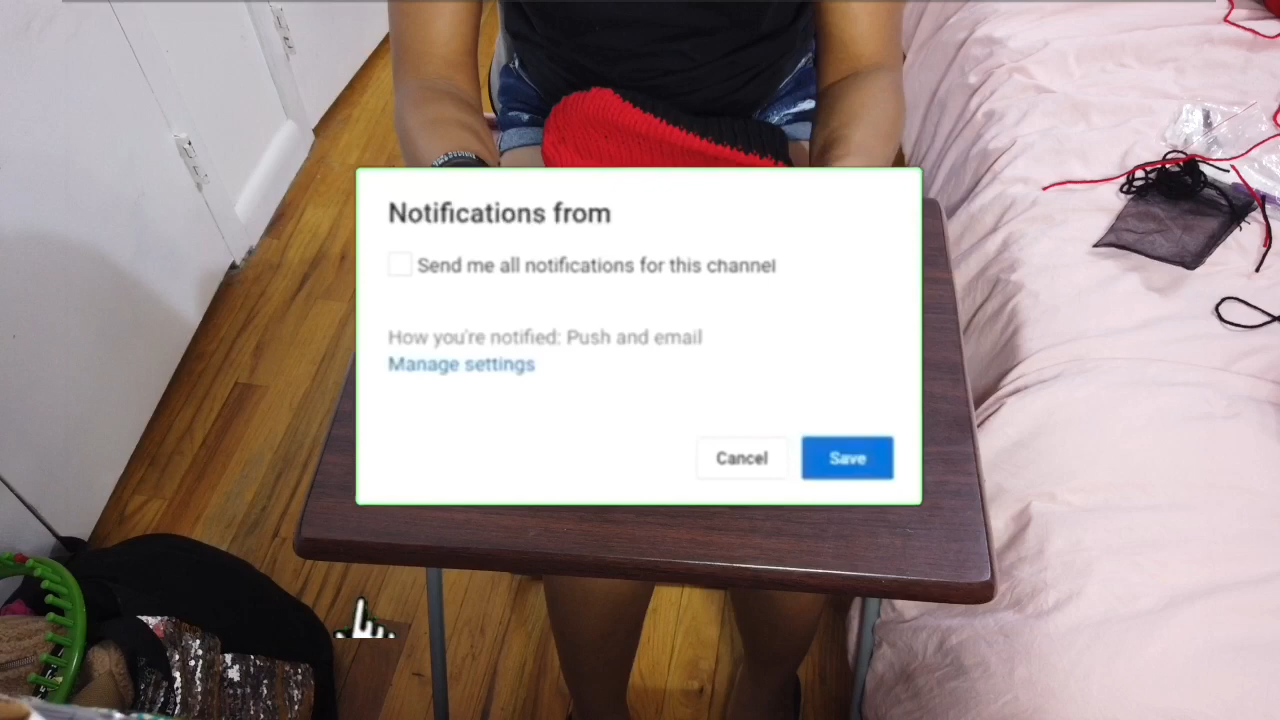 Notifications from
Send me all notifications for this channel
How you're notified: Push and email
Manage settings
Cancel
Save